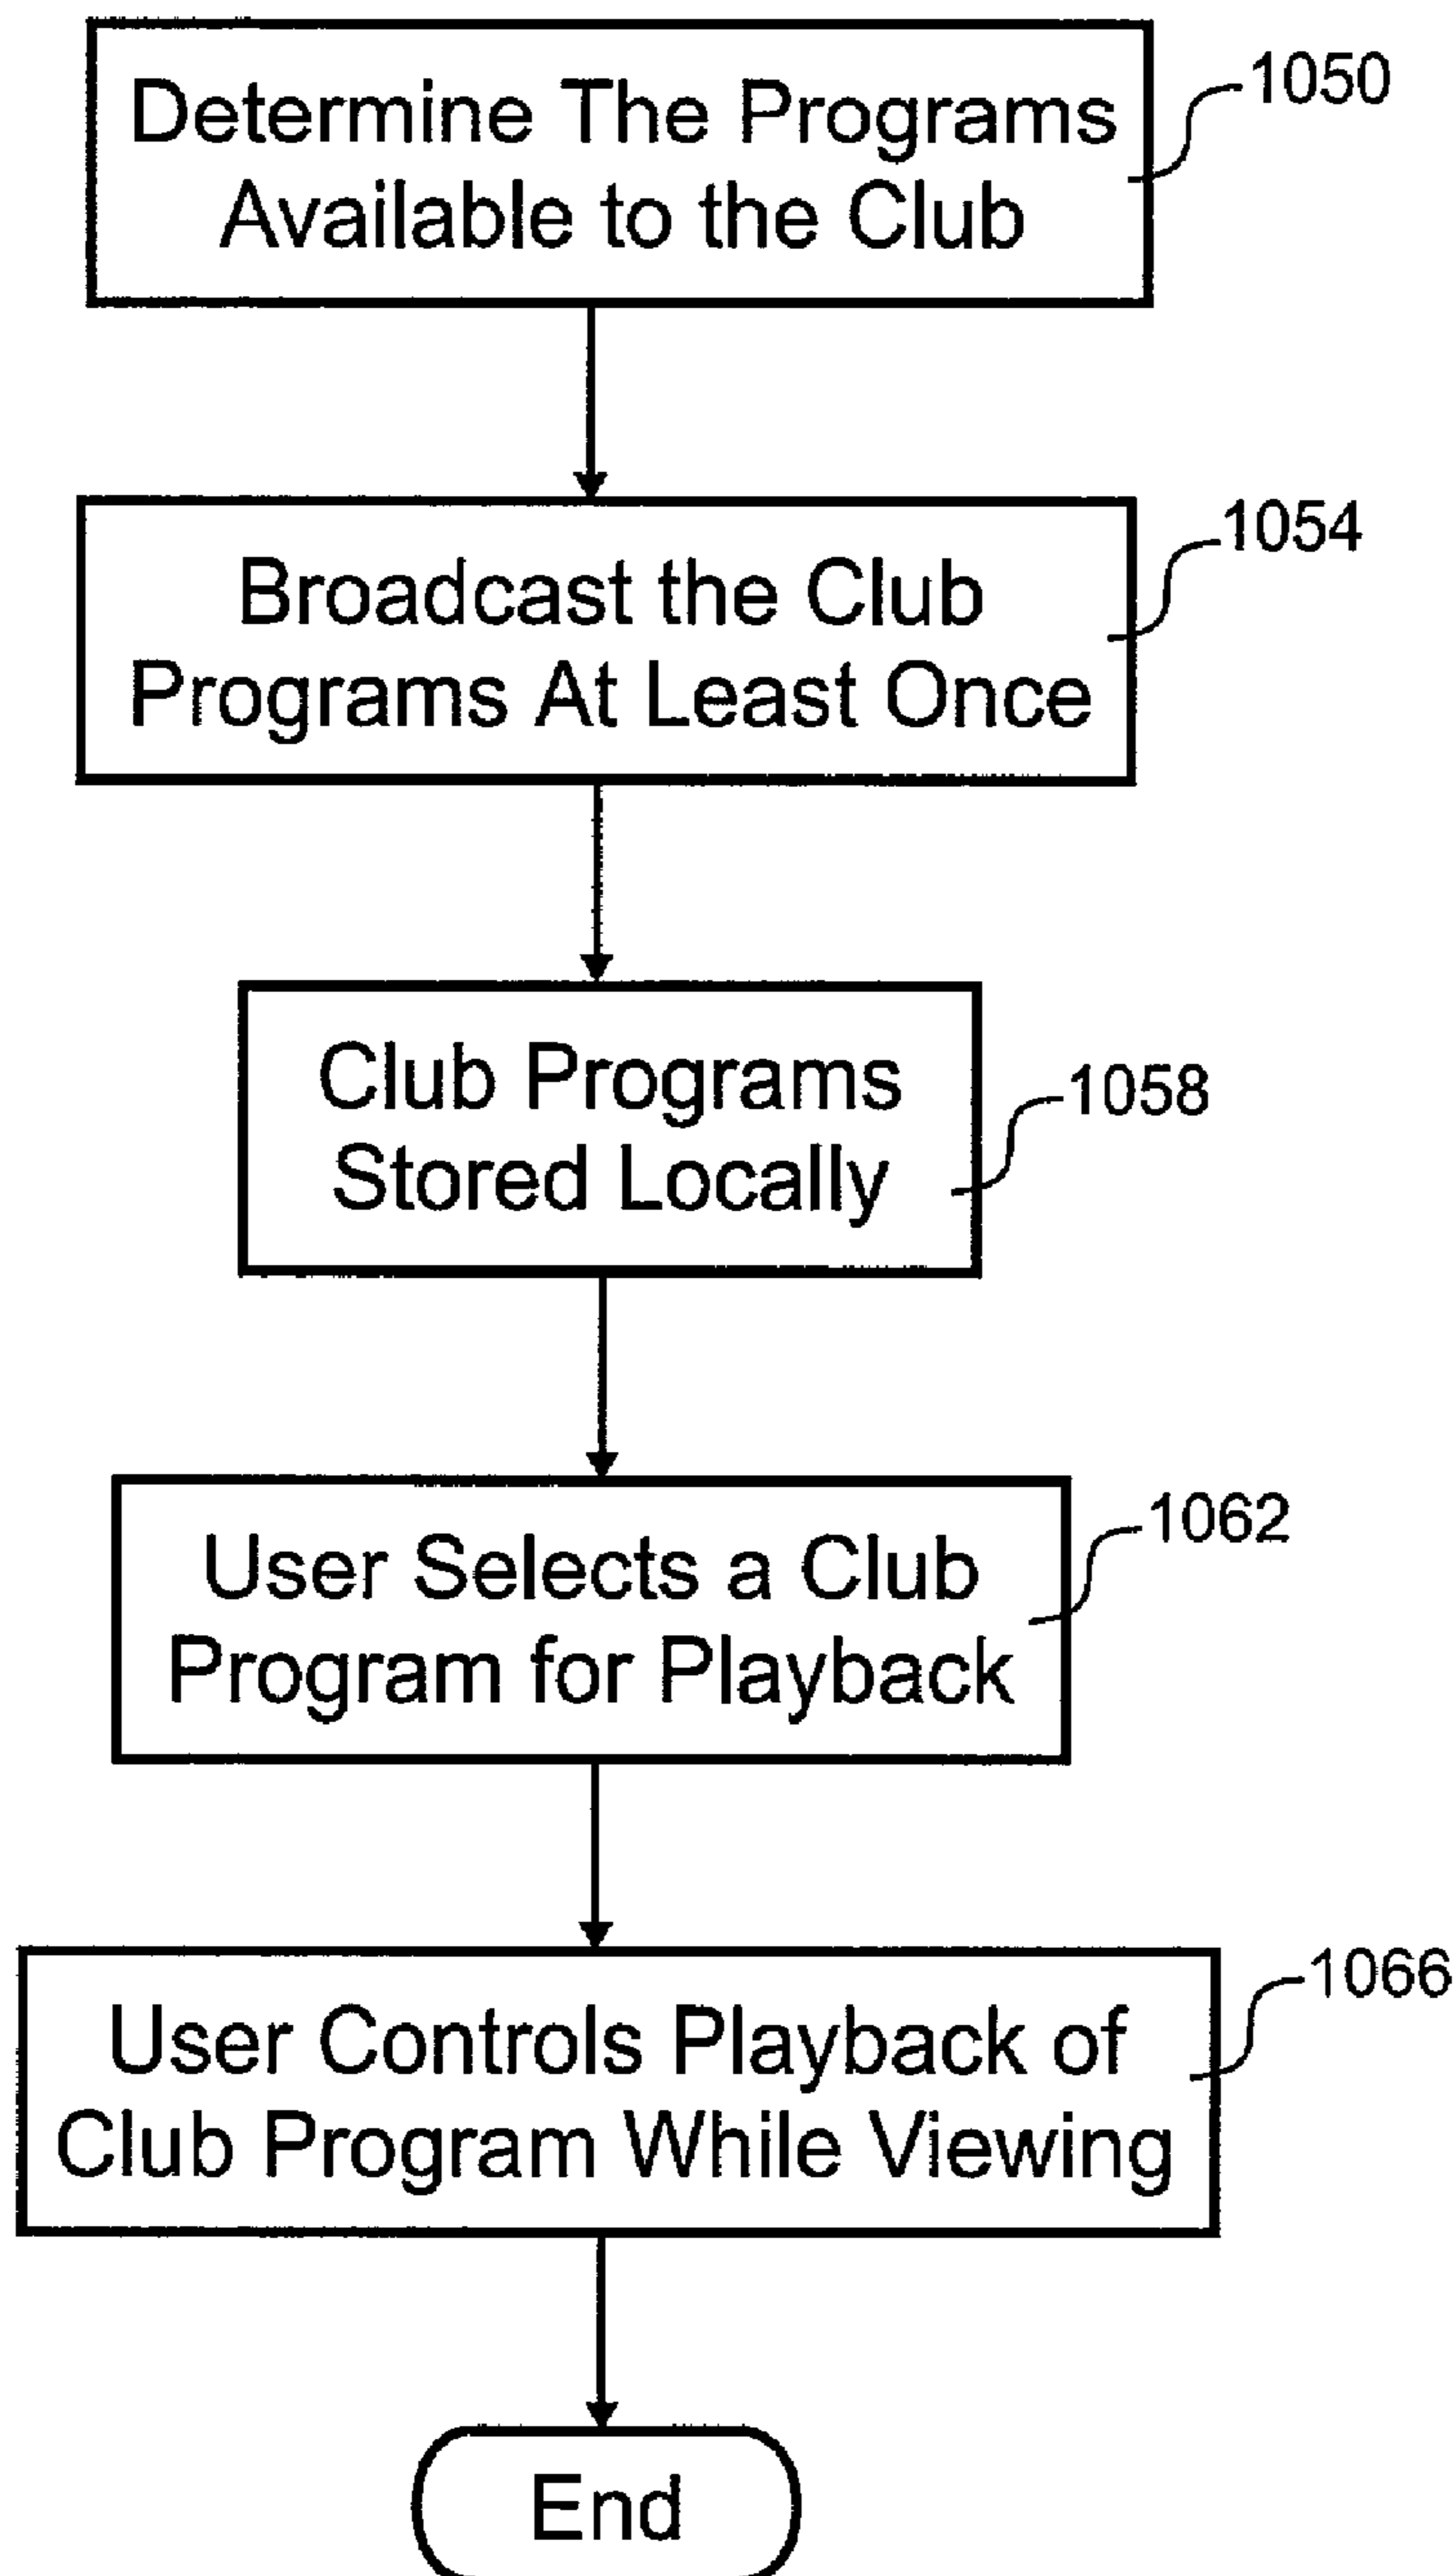 Determine The Programs
Available to the Club
1050
Broadcast the Club
Programs At Least Once
1054
Club Programs
Stored Locally
1058
User Selects a Club
Program for Playback
1062
User Controls Playback of
Club Program While Viewing
1066
End